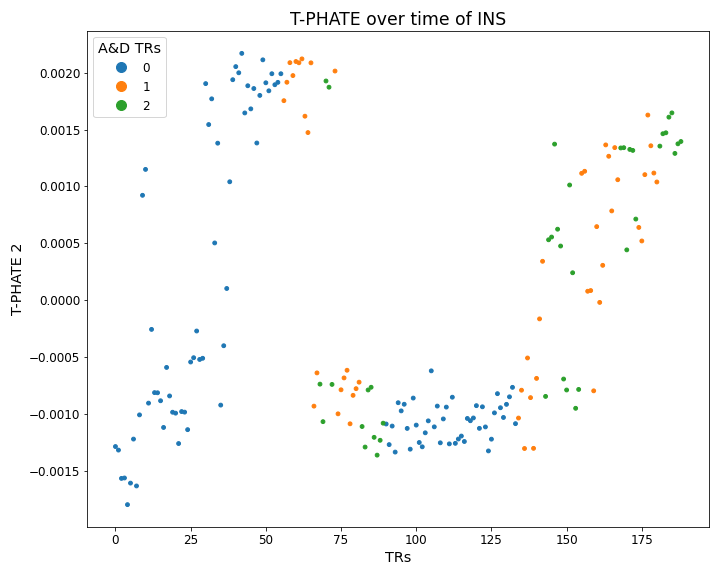 T-PHATE over time of INS
A&D TRs
0
1
2
0.0020
0.0015
0.0010
0.0005
0.0000
−0.0005
−0.0010
−0.0015
T-PHATE 2
0 25 50 75 100 125 150 175
TRs